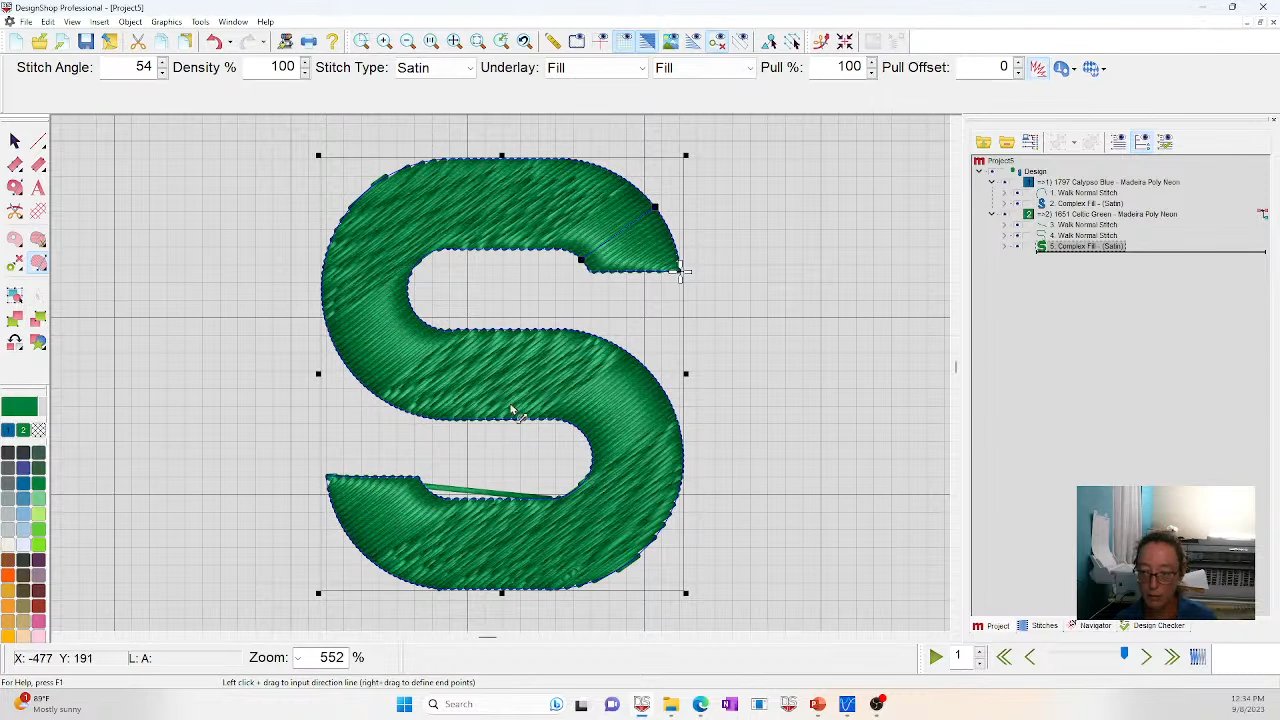 DesignShop Professional - [Project5]
File Edit View Insert Object Graphics Tools Window Help
Stitch Angle: 54 Density % 100 Stitch Type: Satin Underlay: Fill Fill Pull %: 100 Pull Offset: 0
Project5
Design
=>1) 1797 Calypso Blue - Madeira Poly Neon
1. Walk Normal Stitch
2. Complex Fill - (Satin)
=>2) 1651 Celtic Green - Madeira Poly Neon
3. Walk Normal Stitch
4. Walk Normal Stitch
5. Complex Fill - (Satin)
1 2
Project Stitches Navigator Design Checker
X: -477 Y: 191 L: A: Zoom: 552 % 1
For Help, press F1 Left click + drag to input direction line (right+ drag to define end points)
1 89°F
Mostly sunny
Search
12:34 PM
9/8/2023